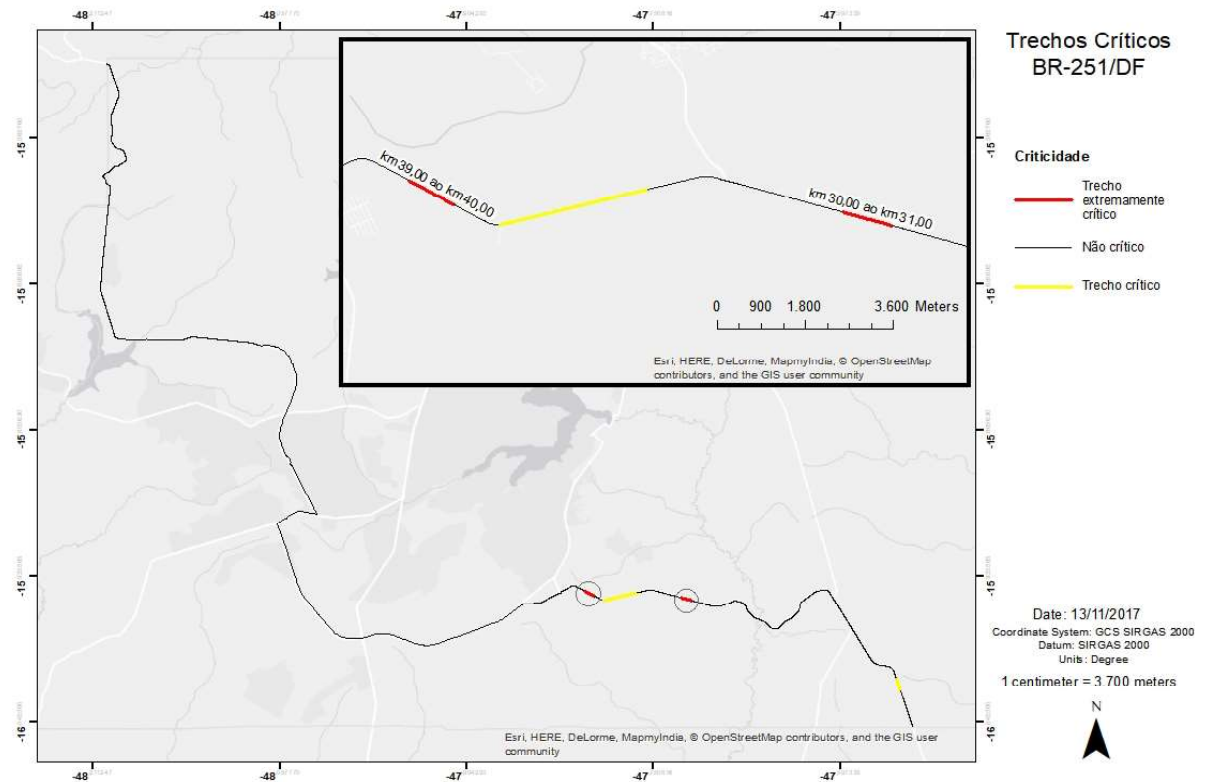 -48
-48
-47
-47
-47
Trechos Críticos
BR-251/DF
Criticidade
Trecho
extremamente
crítico
Não crítico
Trecho crítico
km39,00 ao km40,00
km30,00 ao km31,00
0 900 1.800 3.600 Meters
Esri, HERE, DeLorme, MapmyIndia, © OpenStreetMap
contributors, and the GIS user community
-15
-15
-15
-15
-16
-15
-15
-15
-15
-16
Date: 13/11/2017
Coordinate System: GCS SIRGAS 2000
Datum: SIRGAS 2000
Units: Degree
1 centimeter = 3.700 meters
N
Esri, HERE, DeLorme, MapmyIndia, © OpenStreetMap contributors, and the GIS user
community
-48
-48
-47
-47
-47